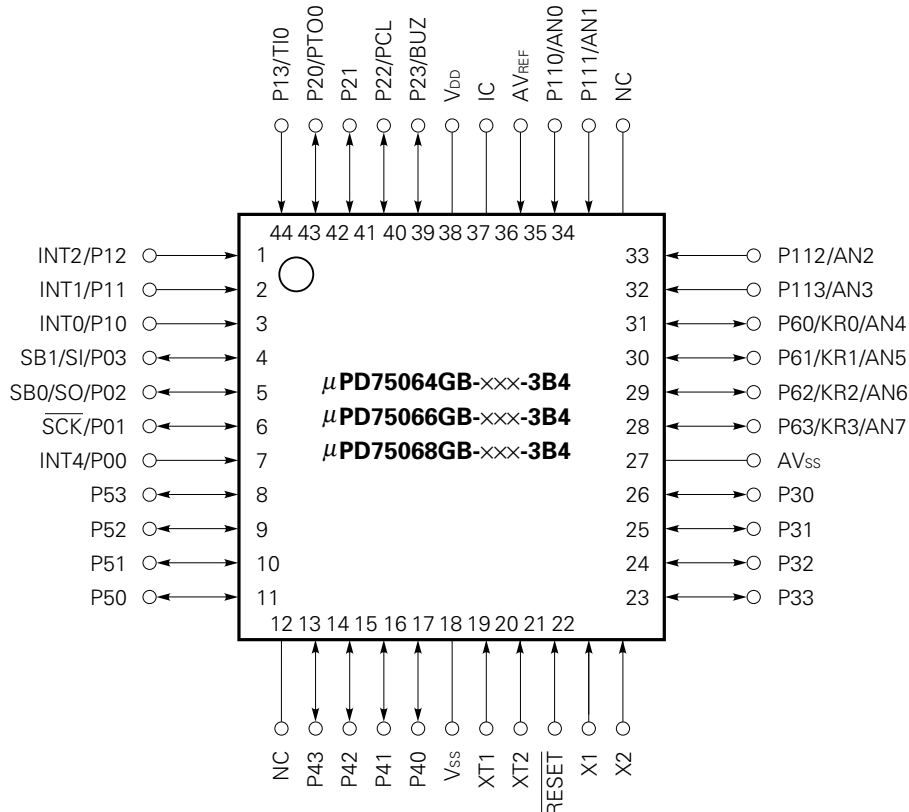 P13/TI0
P20/PTO0
P21
P22/PCL
P23/BUZ
VDD
IC
AVREF
P110/AN0
P111/AN1
NC
44 43 42 41 40 39 38 37 36 35 34
INT2/P12 1
INT1/P11 2
INT0/P10 3
SB1/SI/P03 4
SB0/SO/P02 5
SCK/P01 6
INT4/P00 7
P53 8
P52 9
P51 10
P50 11
μPD75064GB-×××-3B4
μPD75066GB-×××-3B4
μPD75068GB-×××-3B4
33 P112/AN2
32 P113/AN3
31 P60/KR0/AN4
30 P61/KR1/AN5
29 P62/KR2/AN6
28 P63/KR3/AN7
27 AVSS
26 P30
25 P31
24 P32
23 P33
12 13 14 15 16 17 18 19 20 21 22
NC
P43
P42
P41
P40
VSS
XT1
XT2
RESET
X1
X2